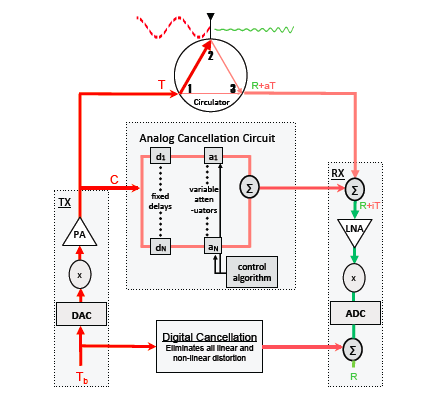 2
T
1
3
R+aT
Circulator
Analog Cancellation Circuit
d1
a1
C
Σ
fixed
delays
variable
atten
-uators
dN
aN
control
algorithm
TX
PA
x
DAC
Tb
RX
Σ
R+iT
LNA
x
ADC
Σ
R
Digital Cancellation
Eliminates all linear and
non-linear distortion